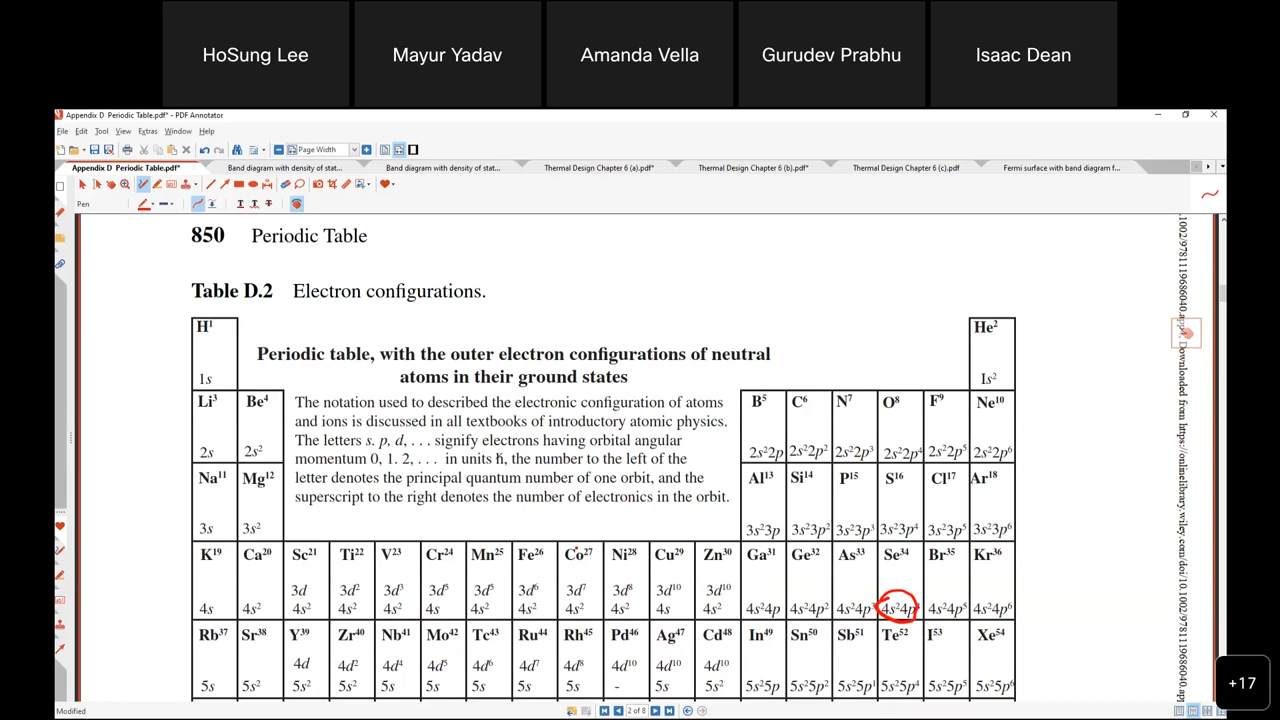 HoSung Lee
Mayur Yadav
Amanda Vella
Gurudev Prabhu
Isaac Dean
Appendix D Periodic Table.pdf* - PDF Annotator
File Edit Tool View Extras Window Help
Page Width
Appendix D Periodic Table.pdf*
Band diagram with density of stat...
Band diagram with density of stat...
Thermal Design Chapter 6 (a).pdf*
Thermal Design Chapter 6 (b).pdf*
Thermal Design Chapter 6 (c).pdf
Fermi surface with band diagram f...
Pen
850 Periodic Table
Table D.2 Electron configurations.
Periodic table, with the outer electron configurations of neutral
atoms in their ground states
The notation used to described the electronic configuration of atoms
and ions is discussed in all textbooks of introductory atomic physics.
The letters s. p, d, . . . signify electrons having orbital angular
momentum 0, 1. 2, . . . in units ħ, the number to the left of the
letter denotes the principal quantum number of one orbit, and the
superscript to the right denotes the number of electronics in the orbit.
H¹ He²
1s Is²
Li³ Be⁴ B⁵ C⁶ N⁷ O⁸ F⁹ Ne¹⁰
2s 2s² 2s²2p 2s²2p² 2s²2p³ 2s²2p⁴ 2s²2p⁵ 2s²2p⁶
Na¹¹ Mg¹² Al¹³ Si¹⁴ P¹⁵ S¹⁶ Cl¹⁷ Ar¹⁸
3s 3s² 3s²3p 3s²3p² 3s²3p³ 3s²3p⁴ 3s²3p⁵ 3s²3p⁶
K¹⁹ Ca²⁰ Sc²¹ Ti²² V²³ Cr²⁴ Mn²⁵ Fe²⁶ Co²⁷ Ni²⁸ Cu²⁹ Zn³⁰ Ga³¹ Ge³² As³³ Se³⁴ Br³⁵ Kr³⁶
3d 3d² 3d³ 3d⁵ 3d⁵ 3d⁶ 3d⁷ 3d⁸ 3d¹⁰ 3d¹⁰
4s 4s² 4s² 4s² 4s² 4s 4s² 4s² 4s² 4s² 4s 4s² 4s²4p 4s²4p² 4s²4p³ 4s²4p⁴ 4s²4p⁵ 4s²4p⁶
Rb³⁷ Sr³⁸ Y³⁹ Zr⁴⁰ Nb⁴¹ Mo⁴² Tc⁴³ Ru⁴⁴ Rh⁴⁵ Pd⁴⁶ Ag⁴⁷ Cd⁴⁸ In⁴⁹ Sn⁵⁰ Sb⁵¹ Te⁵² I⁵³ Xe⁵⁴
4d 4d² 4d⁴ 4d⁵ 4d⁶ 4d⁷ 4d⁸ 4d¹⁰ 4d¹⁰ 4d¹⁰
5s 5s² 5s² 5s² 5s 5s 5s 5s 5s - 5s 5s² 5s²5p 5s²5p² 5s²5p³ 5s²5p⁴ 5s²5p⁵ 5s²5p⁶
Downloaded from https://onlinelibrary.wiley.com/doi/10.1002/9781119686040.app
Modified
2 of 8
+17